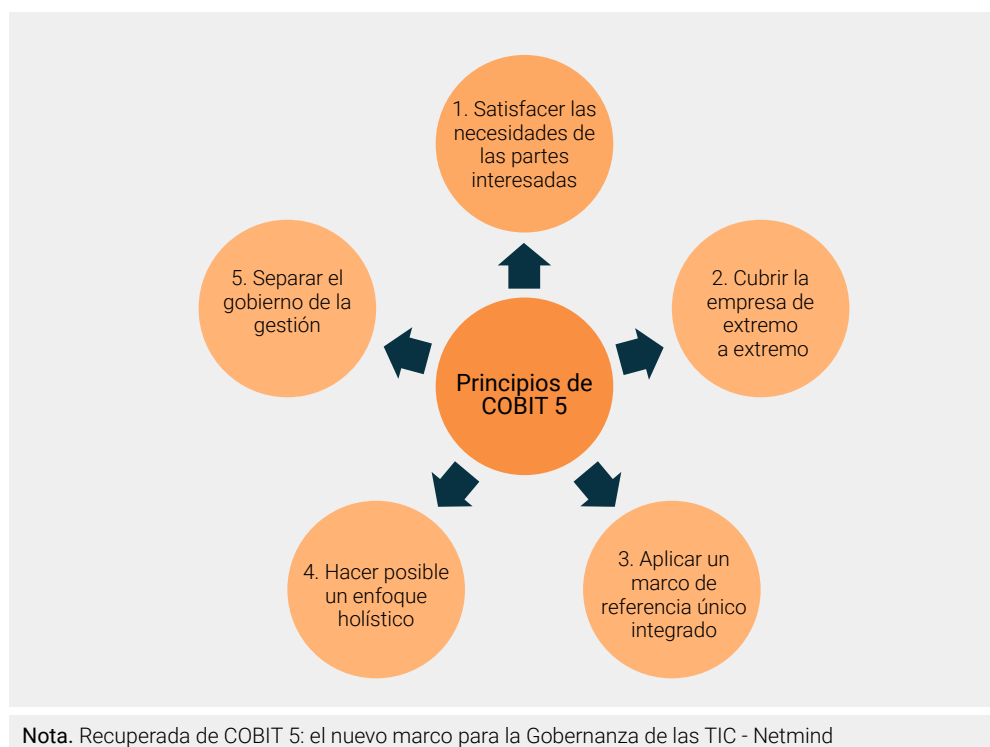 1. Satisfacer las
necesidades de
las partes
interesadas
2. Cubrir la
empresa de
extremo
a extremo
3. Aplicar un
marco de
referencia único
integrado
4. Hacer posible
un enfoque
holístico
5. Separar el
gobierno de la
gestión
Principios de
COBIT 5
Nota. Recuperada de COBIT 5: el nuevo marco para la Gobernanza de las TIC - Netmind